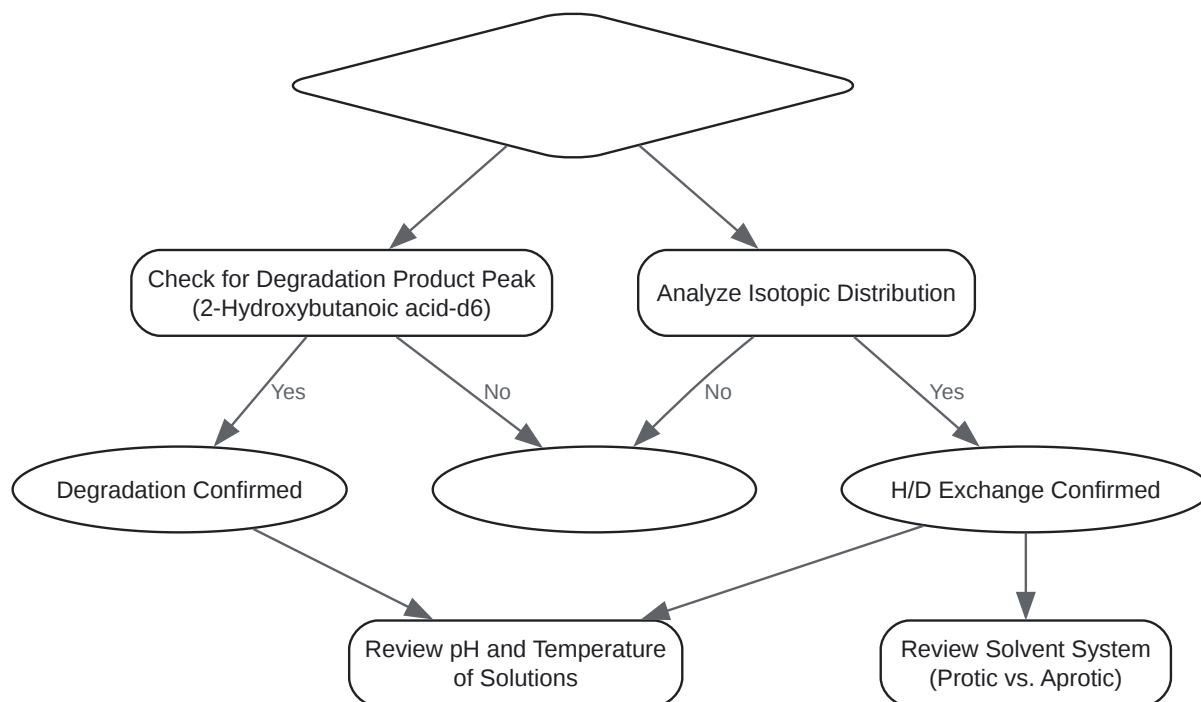 Check for Degradation Product Peak
(2-Hydroxybutanoic acid-d6)
Analyze Isotopic Distribution
Yes
No
No
Yes
Degradation Confirmed
H/D Exchange Confirmed
Review pH and Temperature
of Solutions
Review Solvent System
(Protic vs. Aprotic)